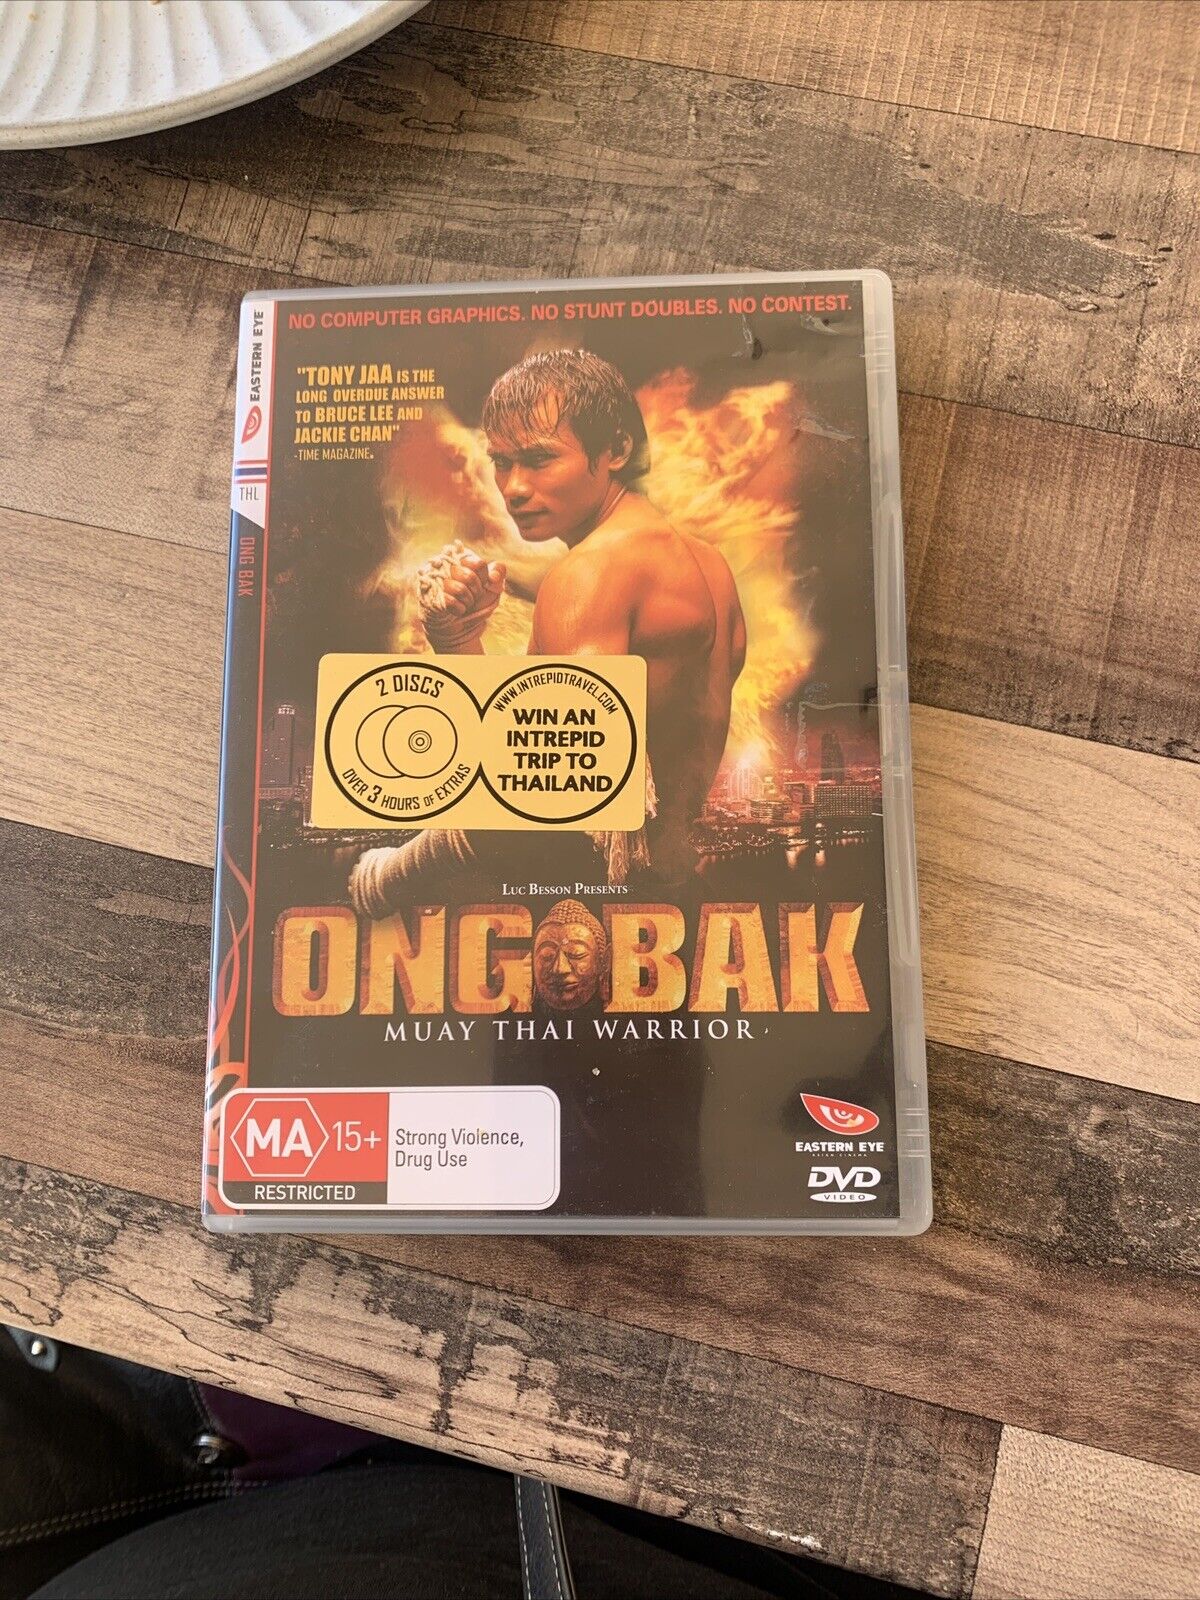 NO COMPUTER GRAPHICS. NO STUNT DOUBLES. NO CONTEST.
EASTERN EYE
THL
ONG BAK
"TONY JAA IS THE
LONG OVERDUE ANSWER
TO BRUCE LEE AND
JACKIE CHAN"
-TIME MAGAZINE.
2 DISCS
OVER 3 HOURS OF EXTRAS
WWW.INTREPIDTRAVEL.COM
WIN AN
INTREPID
TRIP TO
THAILAND
LUC BESSON PRESENTS
ONG BAK
MUAY THAI WARRIOR
MA 15+
RESTRICTED
Strong Violence,
Drug Use
EASTERN EYE
ASIAN CINEMA
DVD
VIDEO